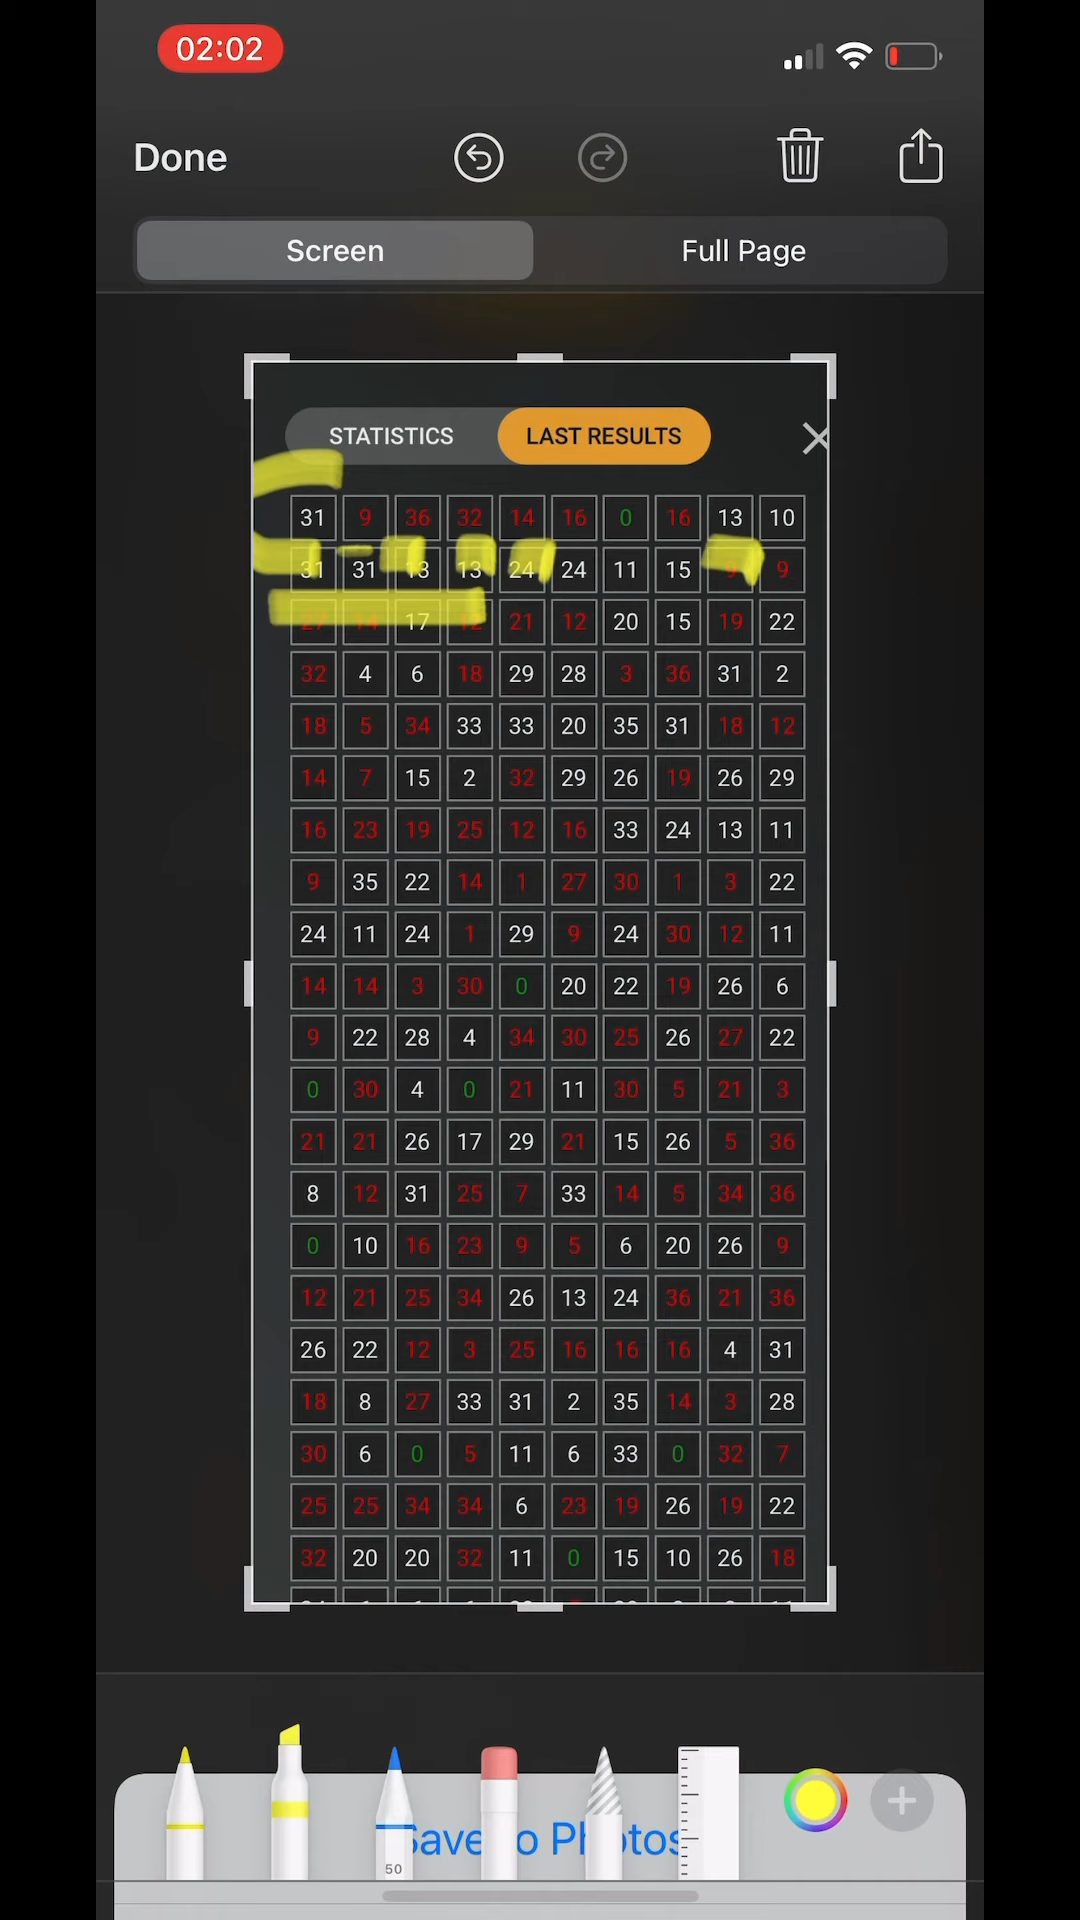 02:02
Done
Screen Full Page
STATISTICS LAST RESULTS
31 9 36 32 14 16 0 16 13 10
31 31 13 13 24 24 11 15 9 9
27 14 17 12 21 12 20 15 19 22
32 4 6 18 29 28 3 36 31 2
18 5 34 33 33 20 35 31 18 12
14 7 15 2 32 29 26 19 26 29
16 23 19 25 12 16 33 24 13 11
9 35 22 14 1 27 30 1 3 22
24 11 24 1 29 9 24 30 12 11
14 14 3 30 0 20 22 19 26 6
9 22 28 4 34 30 25 26 27 22
0 30 4 0 21 11 30 5 21 3
21 21 26 17 29 21 15 26 5 36
8 12 31 25 7 33 14 5 34 36
0 10 16 23 9 5 6 20 26 9
12 21 25 34 26 13 24 36 21 36
26 22 12 3 25 16 16 16 4 31
18 8 27 33 31 2 35 14 3 28
30 6 0 5 11 6 33 0 32 7
25 25 34 34 6 23 19 26 19 22
32 20 20 32 11 0 15 10 26 18
50
Save to Photos